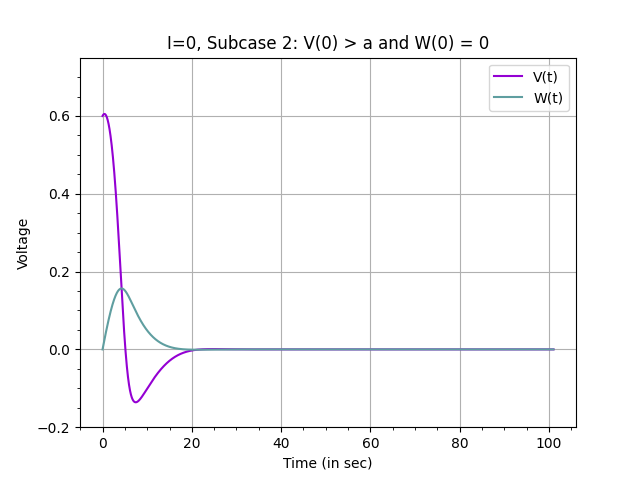 I=0, Subcase 2: V(0) > a and W(0) = 0
V(t)
W(t)
0.6
0.4
0.2
0.0
−0.2
Voltage
0
20
40
60
80
100
Time (in sec)